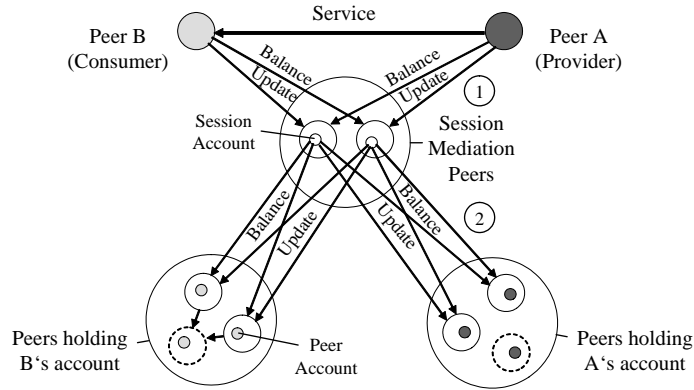 Service
Peer B
(Consumer)
Peer A
(Provider)
Balance
Update
Balance
Update
1
Session
Account
Session
Mediation
Peers
Balance
Update
Update
Balance
2
Peers holding
B‘s account
Peer
Account
Peers holding
A‘s account